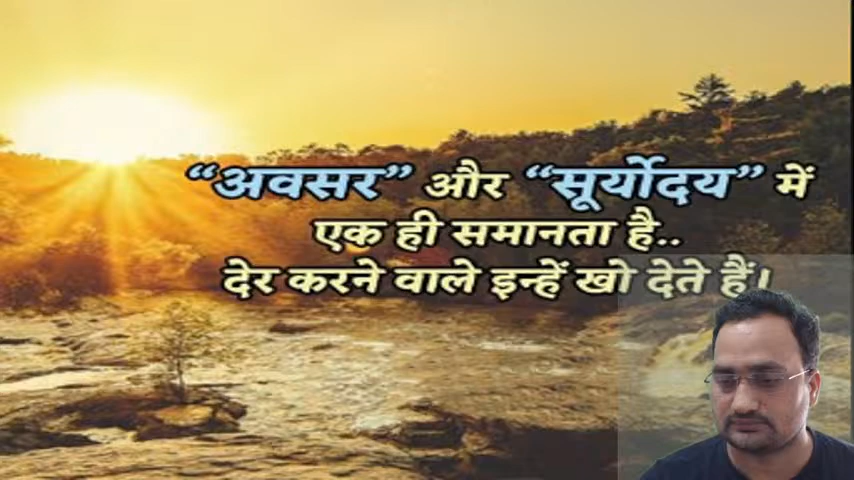 “अवसर” और “सूर्योदय” में
एक ही समानता है..
देर करने वाले इन्हें खो देते हैं।